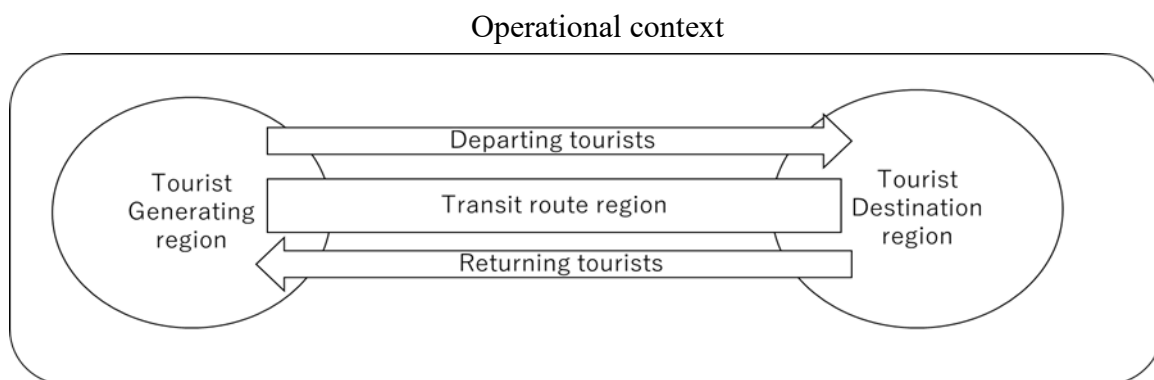 Operational context
Departing tourists
Tourist
Generating
region
Transit route region
Tourist
Destination
region
Returning tourists